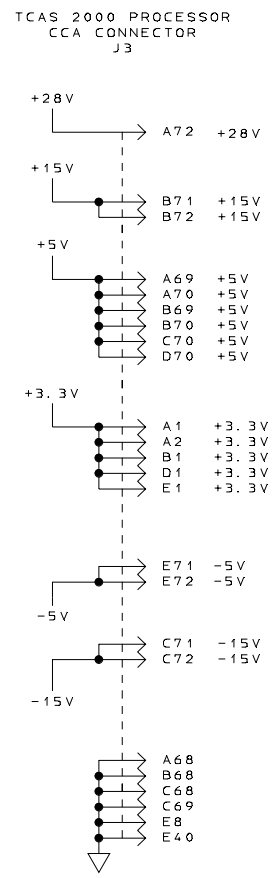 TCAS 2000 PROCESSOR
CCA CONNECTOR
J3
+28V
A72 +28V
+15V
B71 +15V
B72 +15V
+5V
A69 +5V
A70 +5V
B69 +5V
B70 +5V
C70 +5V
D70 +5V
+3.3V
A1 +3.3V
A2 +3.3V
B1 +3.3V
D1 +3.3V
E1 +3.3V
E71 -5V
E72 -5V
-5V
C71 -15V
C72 -15V
-15V
A68
B68
C68
C69
E8
E40